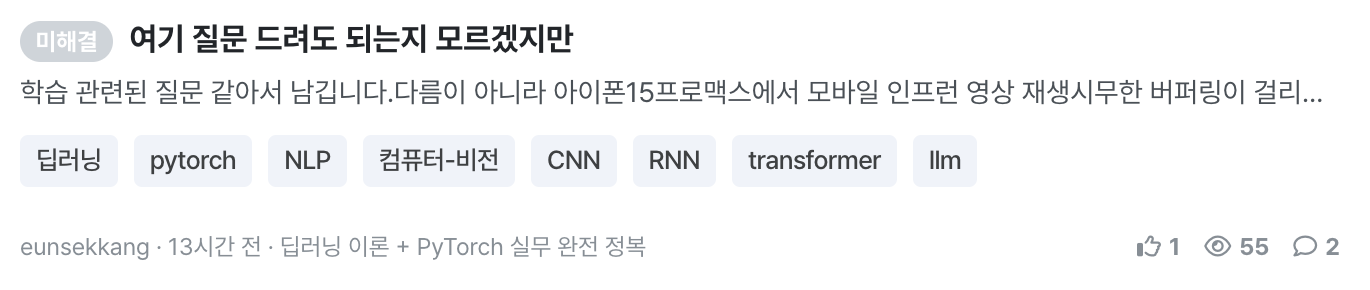 미해결 여기 질문 드려도 되는지 모르겠지만
학습 관련된 질문 같아서 남깁니다.다름이 아니라 아이폰15프로맥스에서 모바일 인프런 영상 재생시무한 버퍼링이 걸리...
딥러닝 pytorch NLP 컴퓨터-비전 CNN RNN transformer llm
eunsekkang · 13시간 전 · 딥러닝 이론 + PyTorch 실무 완전 정복 1 55 2